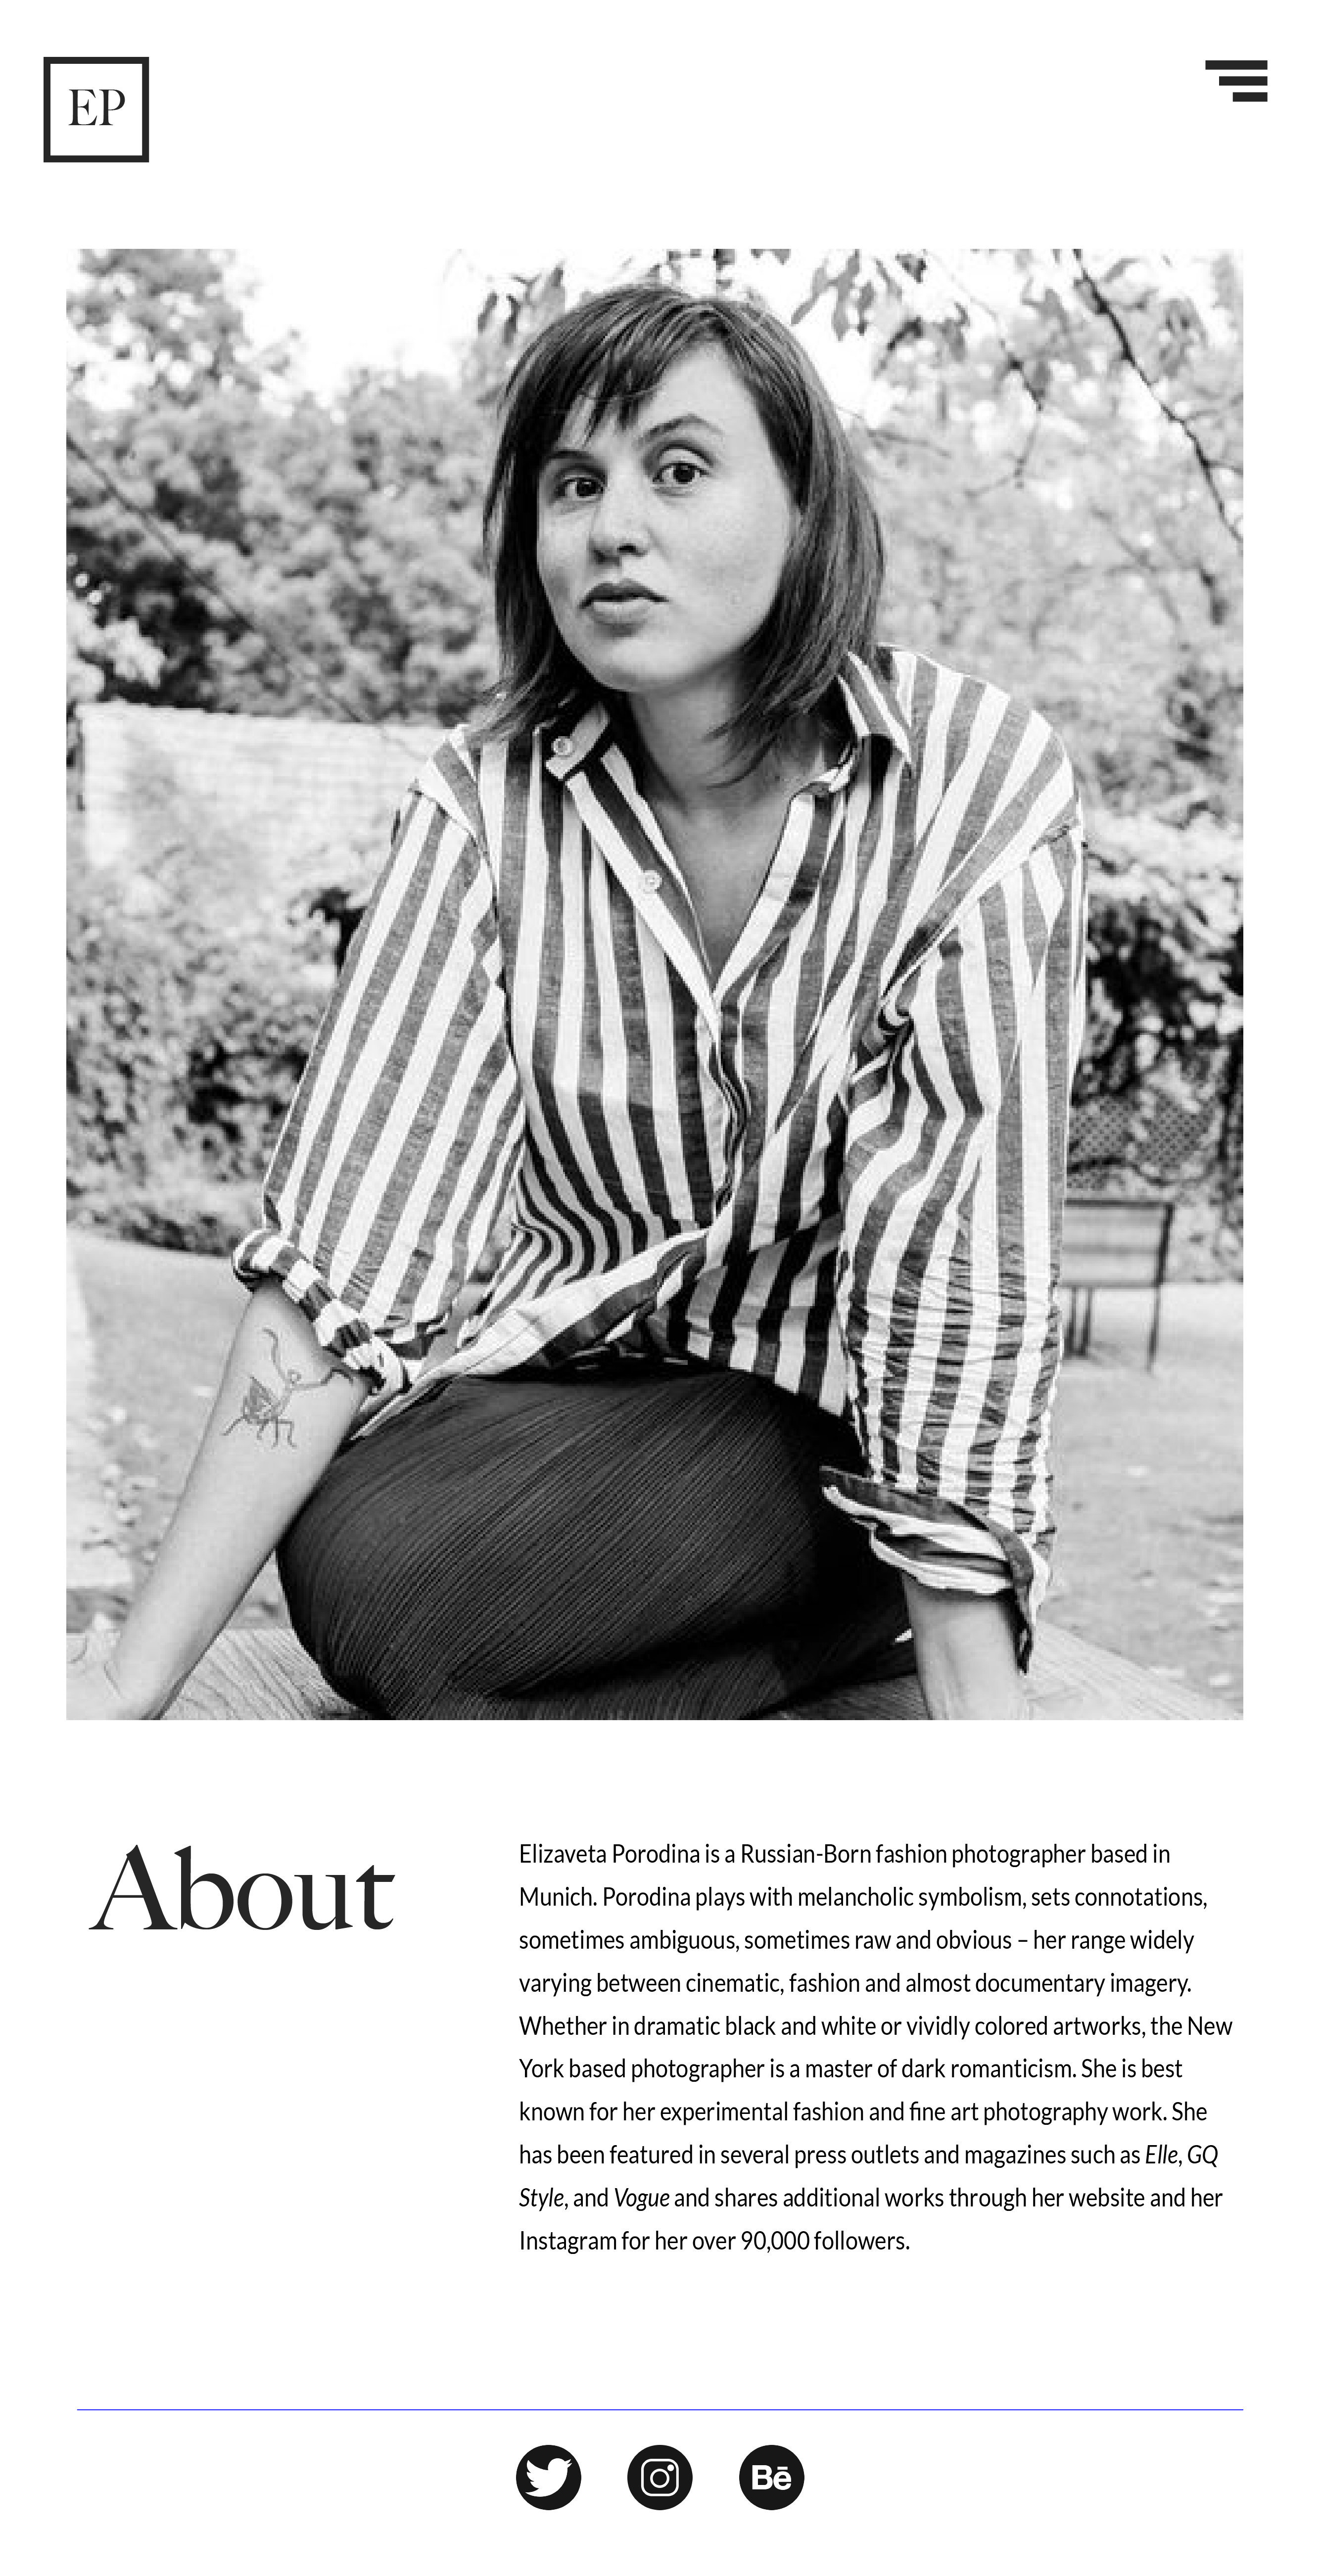 EP
About
Elizaveta Porodina is a Russian-Born fashion photographer based in
Munich. Porodina plays with melancholic symbolism, sets connotations,
sometimes ambiguous, sometimes raw and obvious – her range widely
varying between cinematic, fashion and almost documentary imagery.
Whether in dramatic black and white or vividly colored artworks, the New
York based photographer is a master of dark romanticism. She is best
known for her experimental fashion and fine art photography work. She
has been featured in several press outlets and magazines such as Elle, GQ
Style, and Vogue and shares additional works through her website and her
Instagram for her over 90,000 followers.
Bē